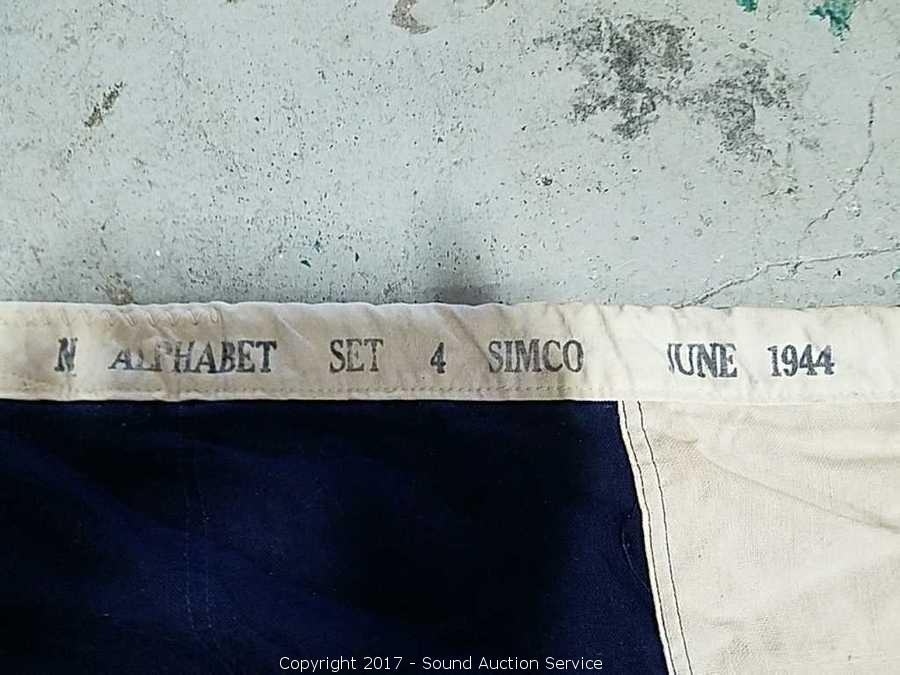 N ALPHABET SET 4 SIMCO JUNE 1944
Copyright 2017 - Sound Auction Service